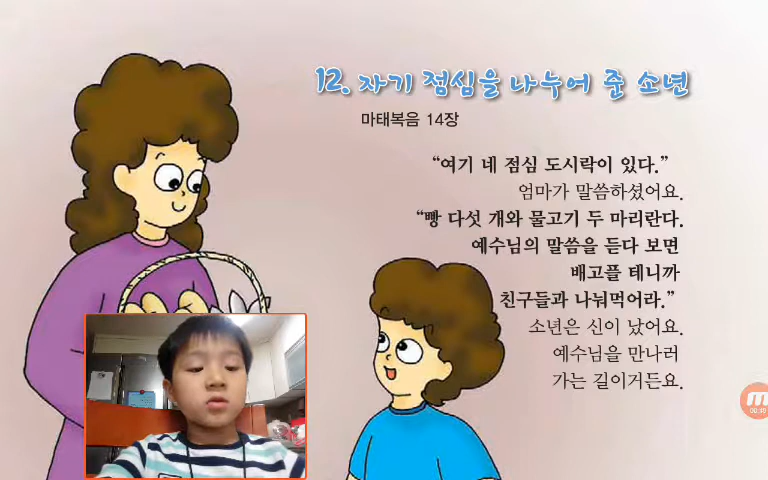 12. 자기 점심을 나누어 준 소년
마태복음 14장
“여기 네 점심 도시락이 있다.”
엄마가 말씀하셨어요.
“빵 다섯 개와 물고기 두 마리란다.
예수님의 말씀을 듣다 보면
배고플 테니까
친구들과 나눠먹어라.”
소년은 신이 났어요.
예수님을 만나러
가는 길이거든요.